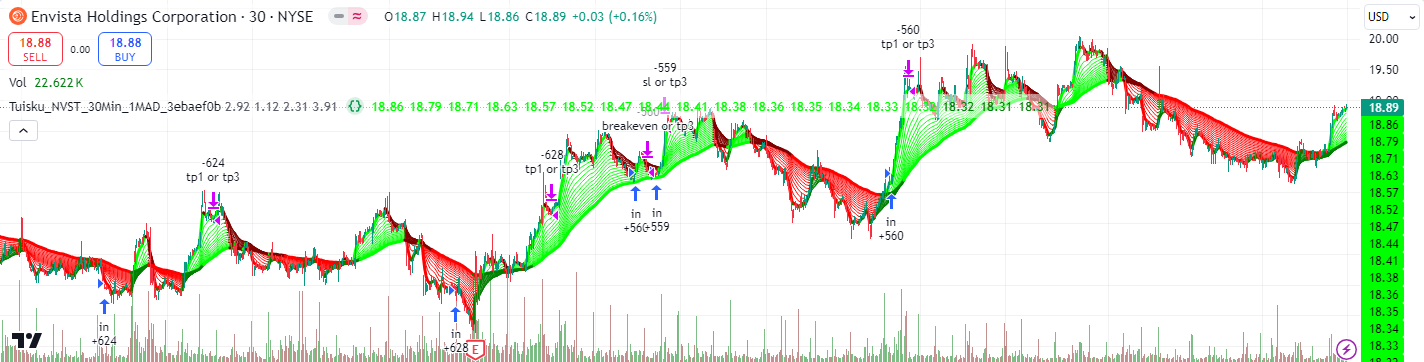 Envista Holdings Corporation · 30 · NYSE O18.87 H18.94 L18.86 C18.89 +0.03 (+0.16%)
USD
18.88
SELL
0.00
18.88
BUY
Vol 22.622 K
Tuisku_NVST_30Min_1MAD_3ebaef0b 2.92 1.12 2.31 3.91 18.86 18.79 18.71 18.63 18.57 18.52 18.47 18.44 18.41 18.38 18.36 18.35 18.34 18.33 18.32 18.32 18.31 18.31
-624
tp1 or tp3
in
+624
-628
tp1 or tp3
in
+628
E
-559
sl or tp3
-560
breakeven or tp3
in
+560
in
+559
-560
tp1 or tp3
in
+560
20.00
19.50
18.89
18.86
18.79
18.71
18.63
18.57
18.52
18.47
18.44
18.41
18.38
18.36
18.35
18.34
18.33